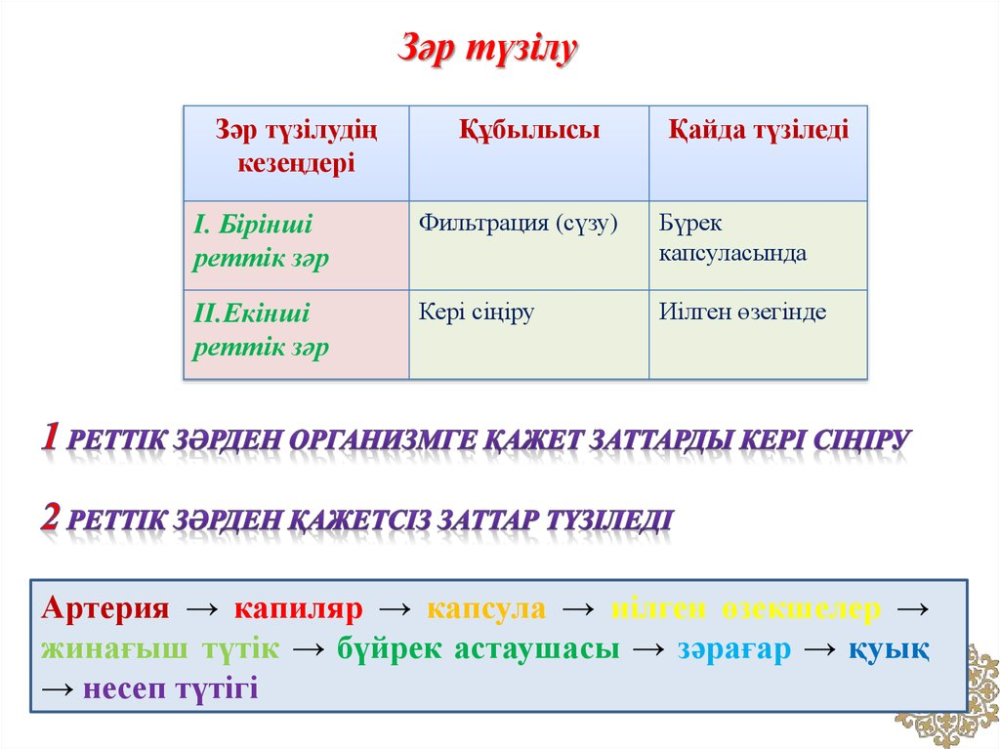 Зәр түзілу
Зәр түзілудің
кезеңдері
Құбылысы
Қайда түзіледі
I. Бірінші
реттік зәр
Фильтрация (сүзу)
Бүрек
капсуласында
II.Екінші
реттік зәр
Кері сіңіру
Иілген өзегінде
1 РЕТТІК ЗӘРДЕН ОРГАНИЗМГЕ ҚАЖЕТ ЗАТТАРДЫ КЕРІ СІҢІРУ
2 РЕТТІК ЗӘРДЕН ҚАЖЕТСІЗ ЗАТТАР ТҮЗІЛЕДІ
Артерия → капиляр → капсула → иілген өзекшелер →
жинағыш түтік → бүйрек астаушасы → зәрағар → қуық
→ несеп түтігі